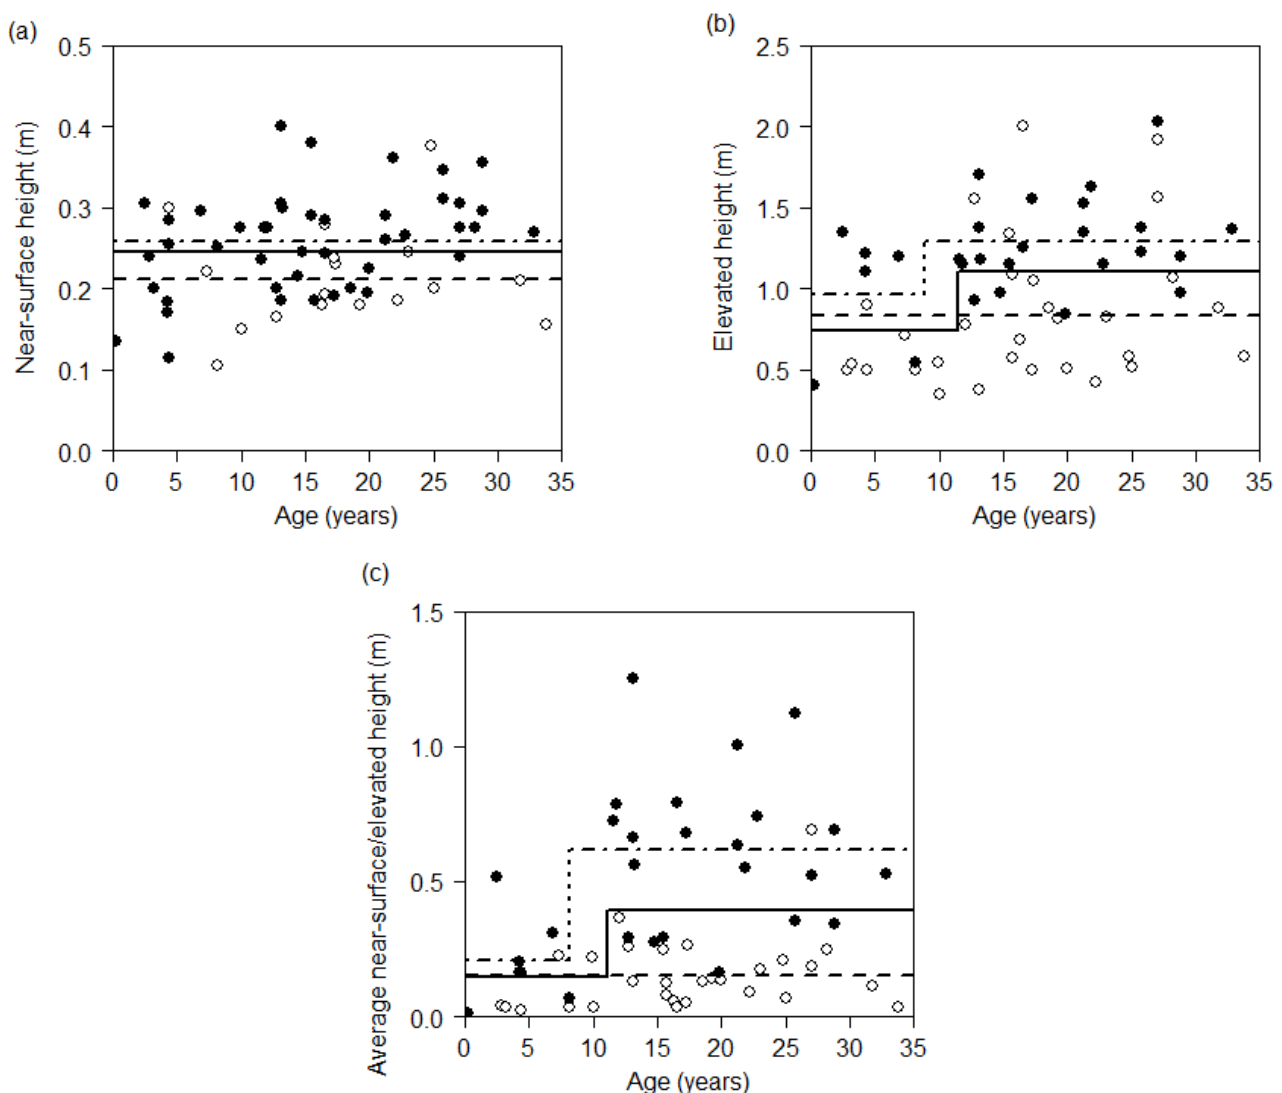 (a)
Near-surface height (m)
0.5
0.4
0.3
0.2
0.1
0.0
0 5 10 15 20 25 30 35
Age (years)
(b)
Elevated height (m)
2.5
2.0
1.5
1.0
0.5
0.0
0 5 10 15 20 25 30 35
Age (years)
(c)
Average near-surface/elevated height (m)
1.5
1.0
0.5
0.0
0 5 10 15 20 25 30 35
Age (years)